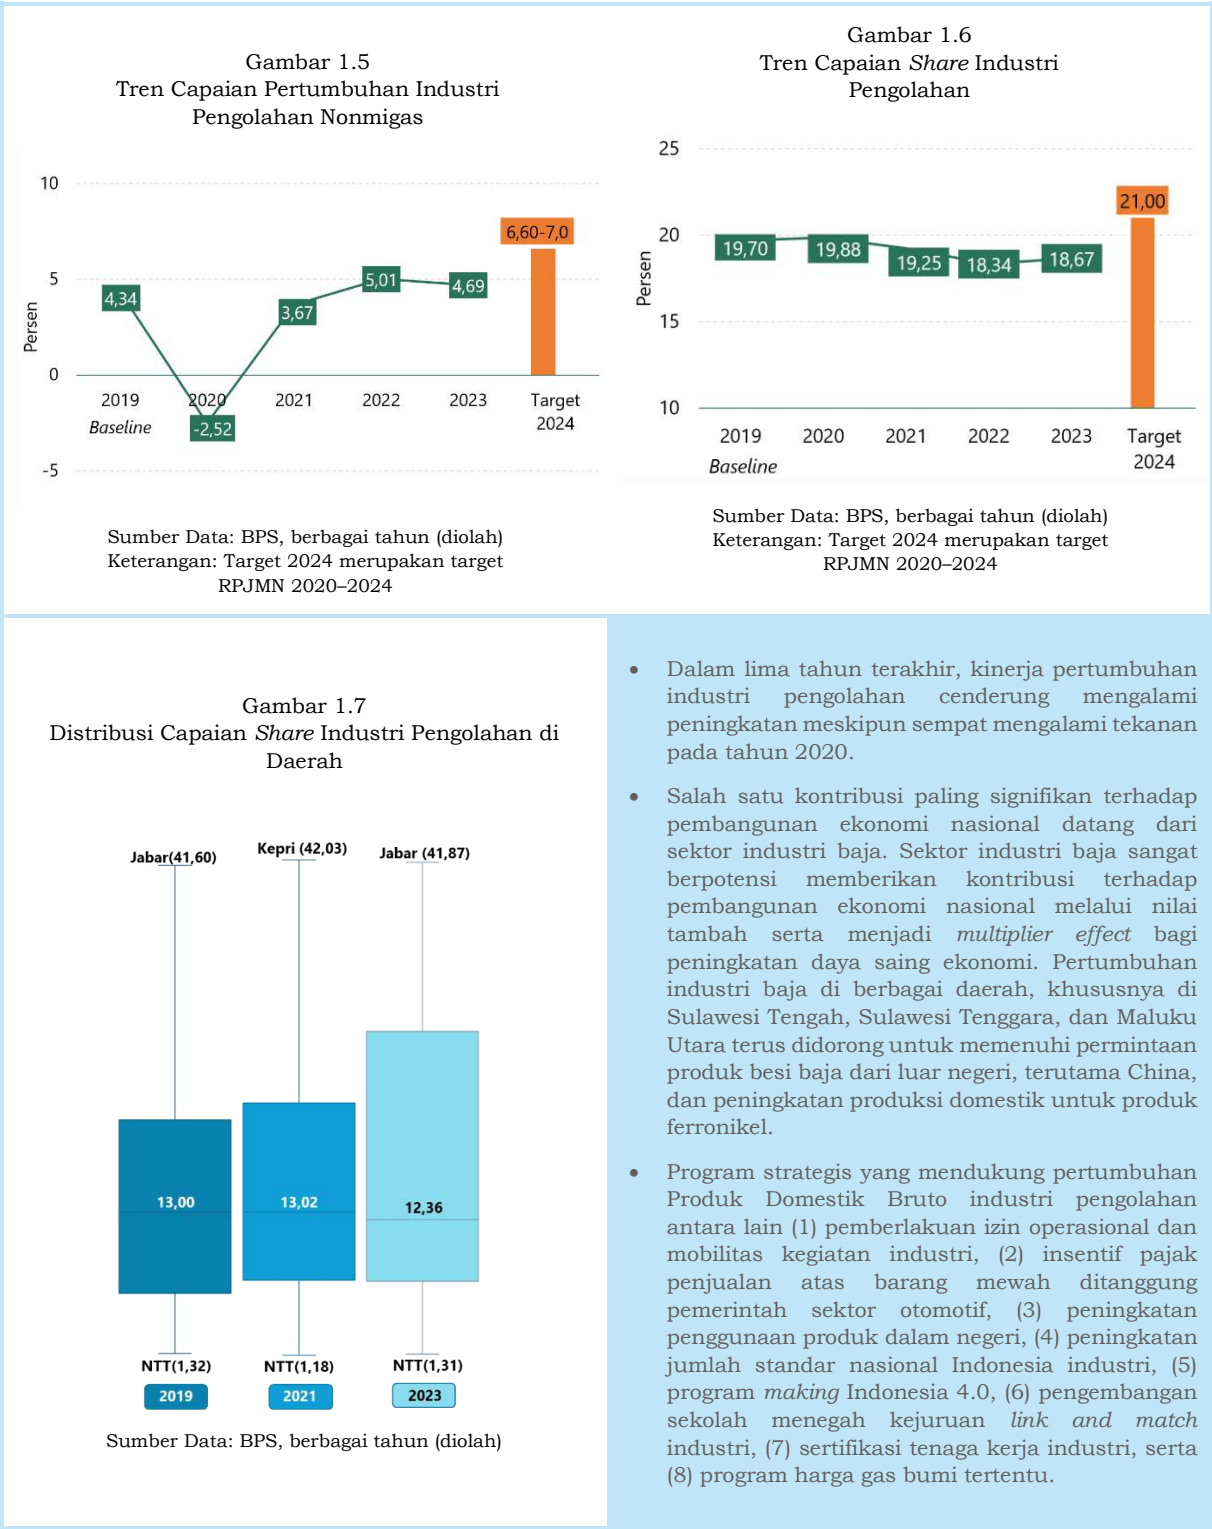 Gambar 1.5
Tren Capaian Pertumbuhan Industri
Pengolahan Nonmigas
10
5
0
-5
Persen
4,34
-2,52
3,67
5,01
4,69
6,60-7,0
2019
2020
2021
2022
2023
Target
2024
Baseline
Sumber Data: BPS, berbagai tahun (diolah)
Keterangan: Target 2024 merupakan target
RPJMN 2020–2024
Gambar 1.6
Tren Capaian Share Industri
Pengolahan
25
20
15
10
Persen
19,70
19,88
19,25
18,34
18,67
21,00
2019
2020
2021
2022
2023
Target
2024
Baseline
Sumber Data: BPS, berbagai tahun (diolah)
Keterangan: Target 2024 merupakan target
RPJMN 2020–2024
Gambar 1.7
Distribusi Capaian Share Industri Pengolahan di
Daerah
Jabar(41,60)
Kepri (42,03)
Jabar (41,87)
13,00
13,02
12,36
NTT(1,32)
NTT(1,18)
NTT(1,31)
2019
2021
2023
Sumber Data: BPS, berbagai tahun (diolah)
• Dalam lima tahun terakhir, kinerja pertumbuhan
industri pengolahan cenderung mengalami
peningkatan meskipun sempat mengalami tekanan
pada tahun 2020.
• Salah satu kontribusi paling signifikan terhadap
pembangunan ekonomi nasional datang dari
sektor industri baja. Sektor industri baja sangat
berpotensi memberikan kontribusi terhadap
pembangunan ekonomi nasional melalui nilai
tambah serta menjadi multiplier effect bagi
peningkatan daya saing ekonomi. Pertumbuhan
industri baja di berbagai daerah, khususnya di
Sulawesi Tengah, Sulawesi Tenggara, dan Maluku
Utara terus didorong untuk memenuhi permintaan
produk besi baja dari luar negeri, terutama China,
dan peningkatan produksi domestik untuk produk
ferronikel.
• Program strategis yang mendukung pertumbuhan
Produk Domestik Bruto industri pengolahan
antara lain (1) pemberlakuan izin operasional dan
mobilitas kegiatan industri, (2) insentif pajak
penjualan atas barang mewah ditanggung
pemerintah sektor otomotif, (3) peningkatan
penggunaan produk dalam negeri, (4) peningkatan
jumlah standar nasional Indonesia industri, (5)
program making Indonesia 4.0, (6) pengembangan
sekolah menegah kejuruan link and match
industri, (7) sertifikasi tenaga kerja industri, serta
(8) program harga gas bumi tertentu.